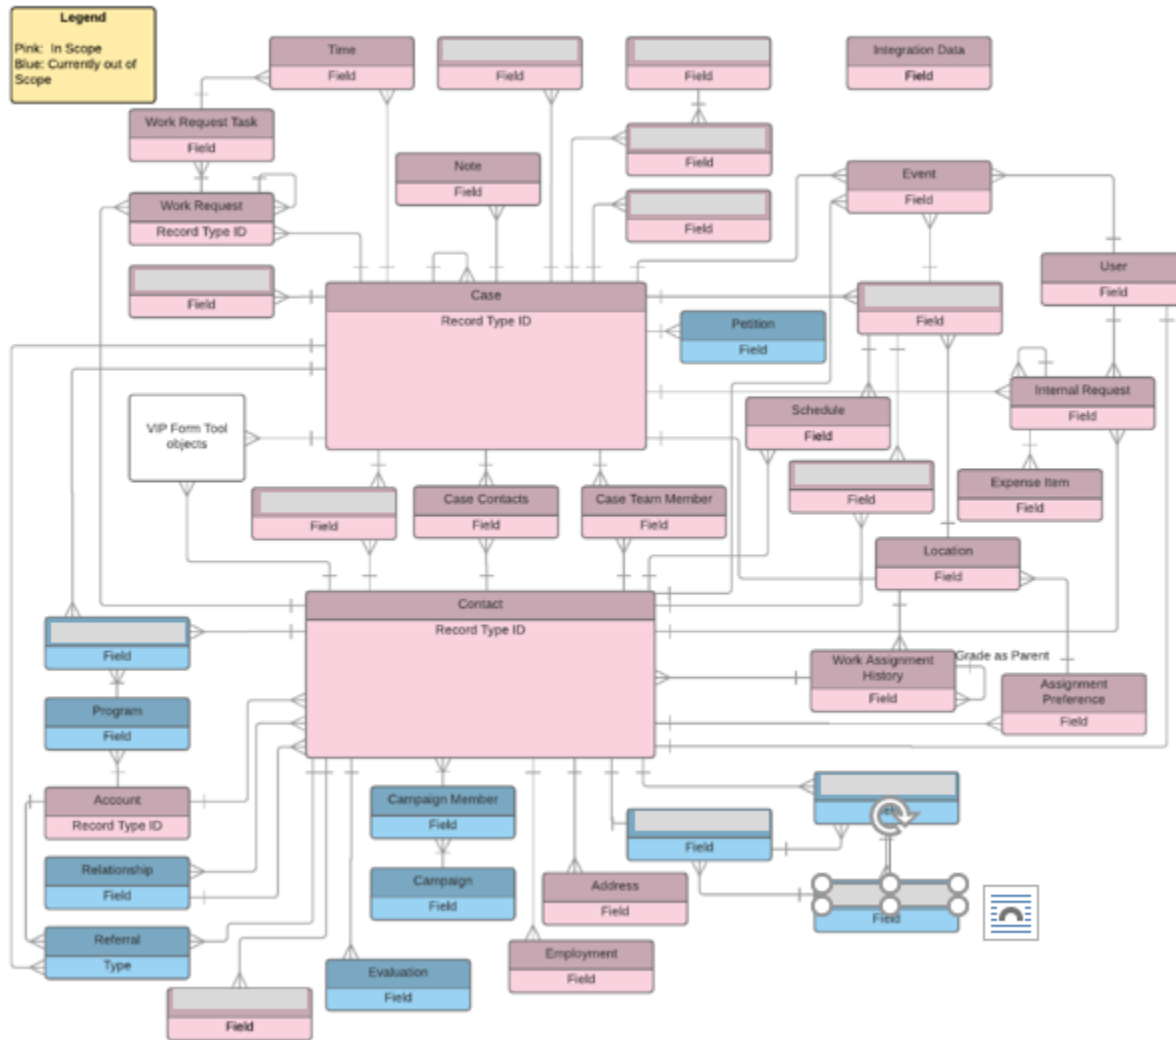 Legend
Pink: In Scope
Blue: Currently out of
Scope
Time
Field
Field
Field
Integration Data
Field
Work Request Task
Field
Field
Note
Field
Event
Field
Work Request
Record Type ID
Field
User
Field
Field
Case
Record Type ID
Field
Petition
Field
Internal Request
Field
VIP Form Tool
objects
Schedule
Field
Field
Case Contacts
Field
Case Team Member
Field
Field
Expense Item
Field
Location
Field
Contact
Record Type ID
Field
Work Assignment
History
Field
Grade as Parent
Assignment
Preference
Field
Program
Field
Account
Record Type ID
Campaign Member
Field
Field
Relationship
Field
Campaign
Field
Address
Field
Field
Referral
Type
Employment
Field
Evaluation
Field
Field